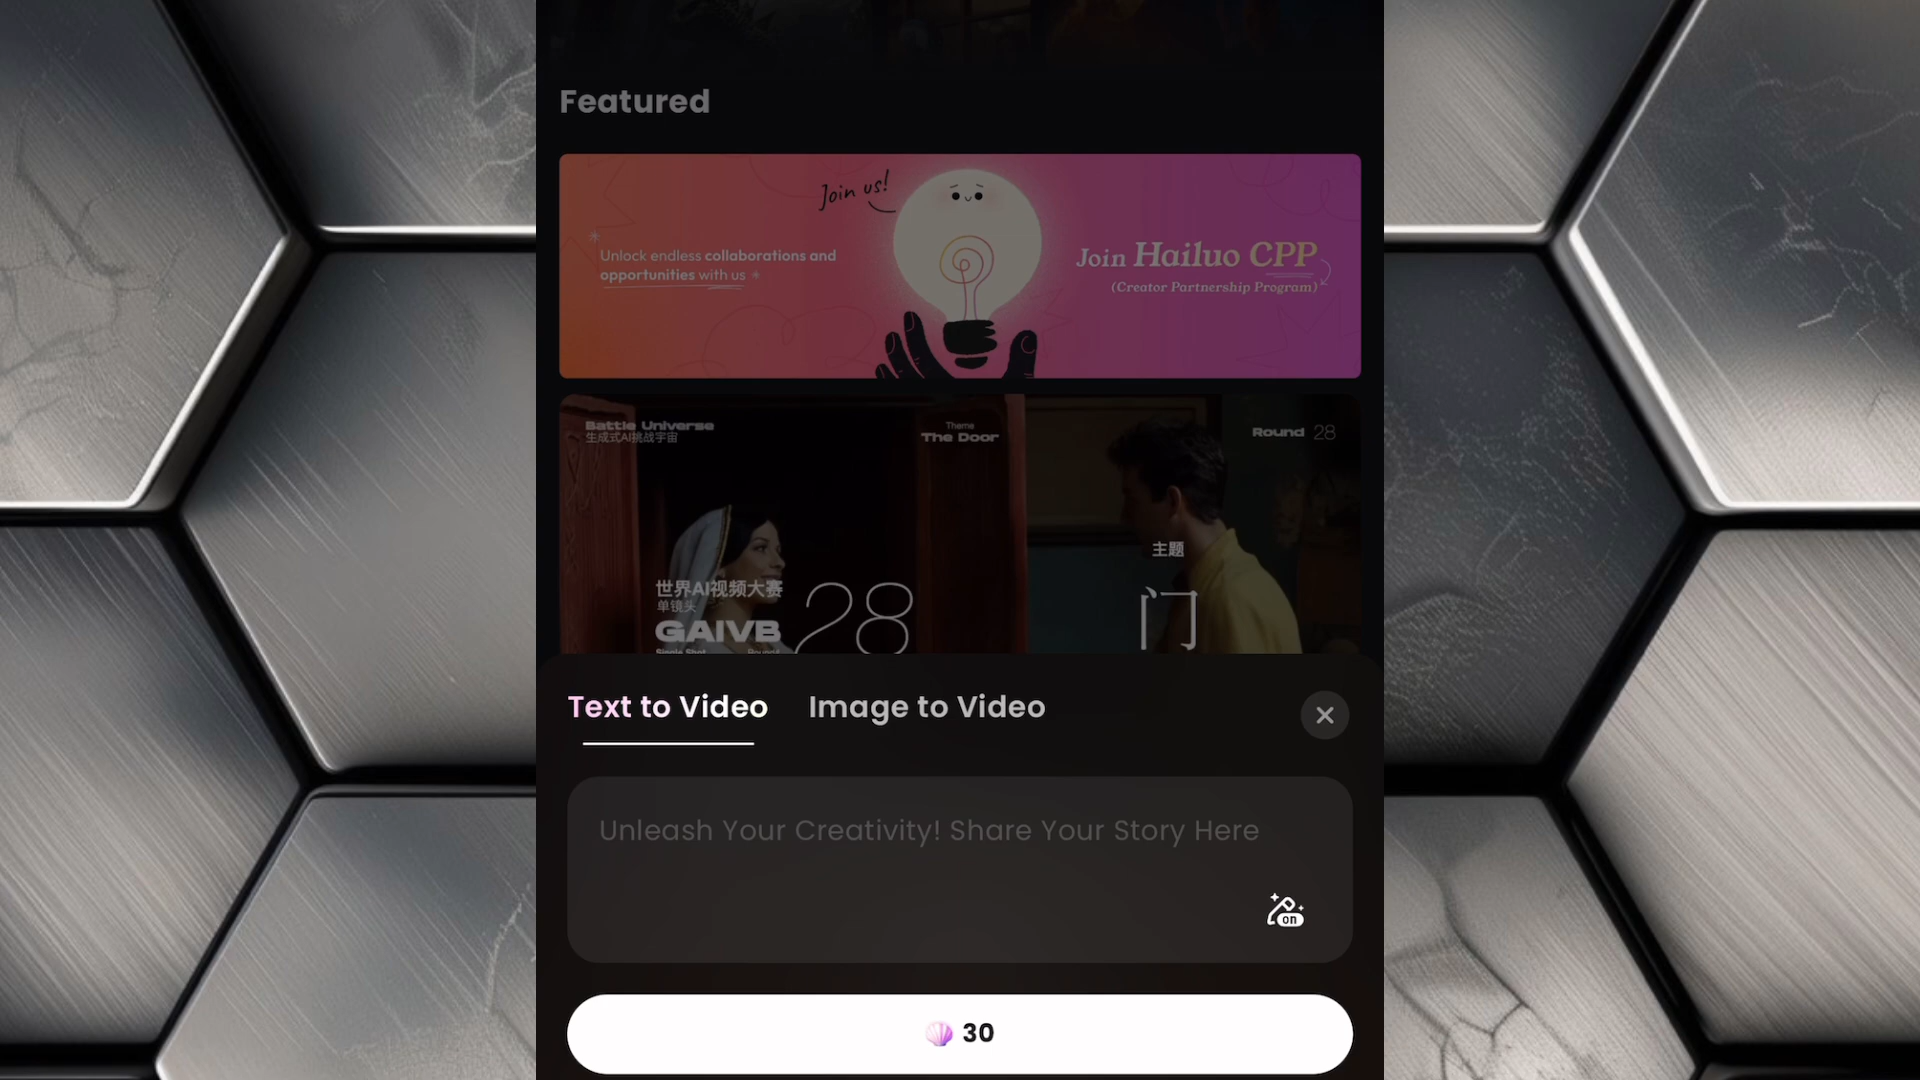 Featured
Join us!
Unlock endless collaborations and
opportunities with us
Join Hailuo CPP
(Creator Partnership Program)
Battle Universe
生成式AI挑战宇宙
Theme
The Door
Round 28
主题
门
世界AI视频大赛
单镜头
GAIVB
28
Single Shot
Round
Text to Video
Image to Video
Unleash Your Creativity! Share Your Story Here
on
30